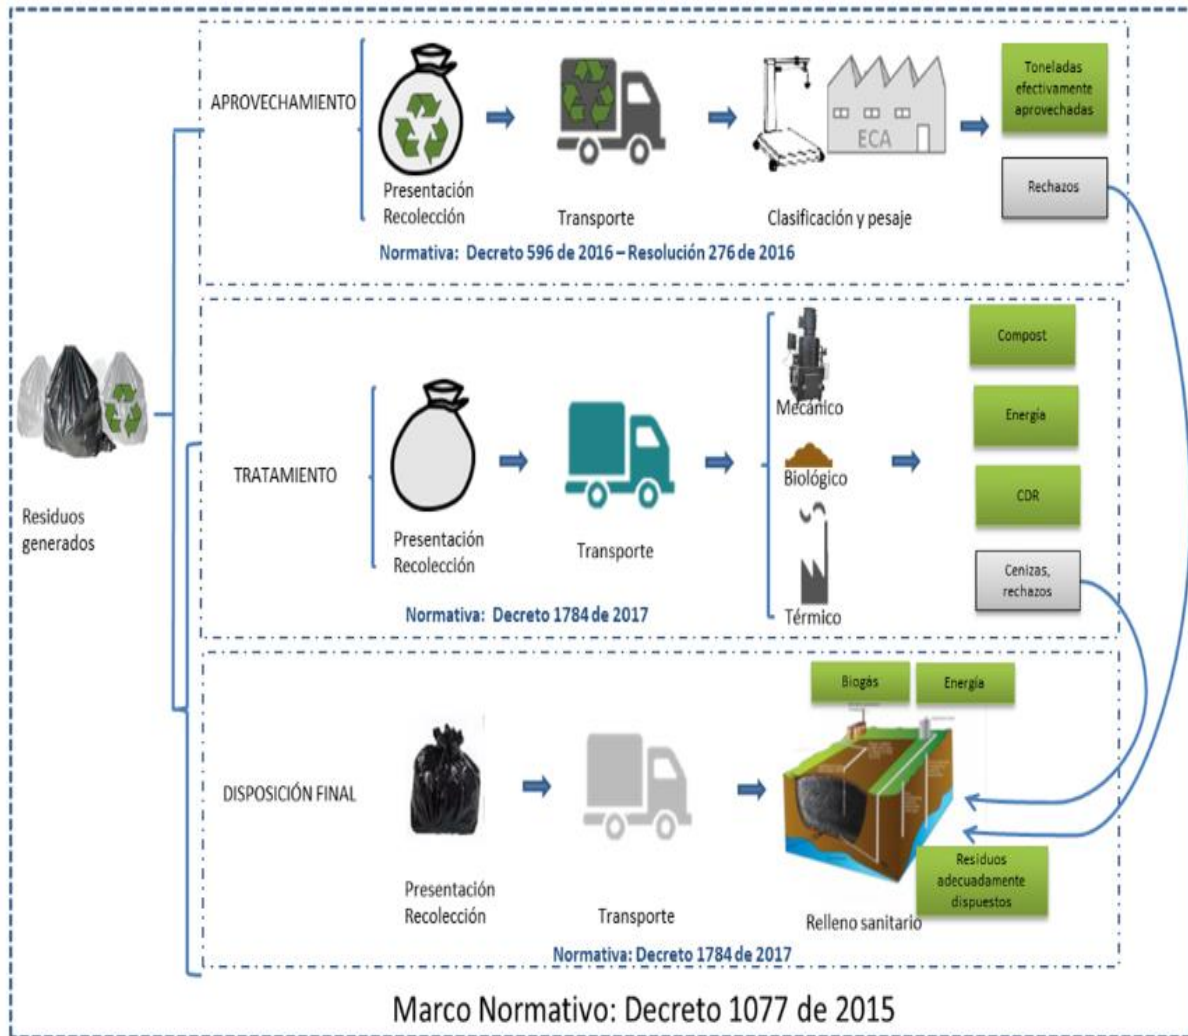 APROVECHAMIENTO
Presentación
Recolección
Transporte
ECA
Clasificación y pesaje
Toneladas
efectivamente
aprovechadas
Rechazos
Normativa: Decreto 596 de 2016 – Resolución 276 de 2016
Residuos
generados
TRATAMIENTO
Presentación
Recolección
Transporte
Mecánico
Biológico
Térmico
Compost
Energía
CDR
Cenizas,
rechazos
Normativa: Decreto 1784 de 2017
DISPOSICIÓN FINAL
Presentación
Recolección
Transporte
Biogás
Energía
Relleno sanitario
Residuos
adecuadamente
dispuestos
Normativa: Decreto 1784 de 2017
Marco Normativo: Decreto 1077 de 2015